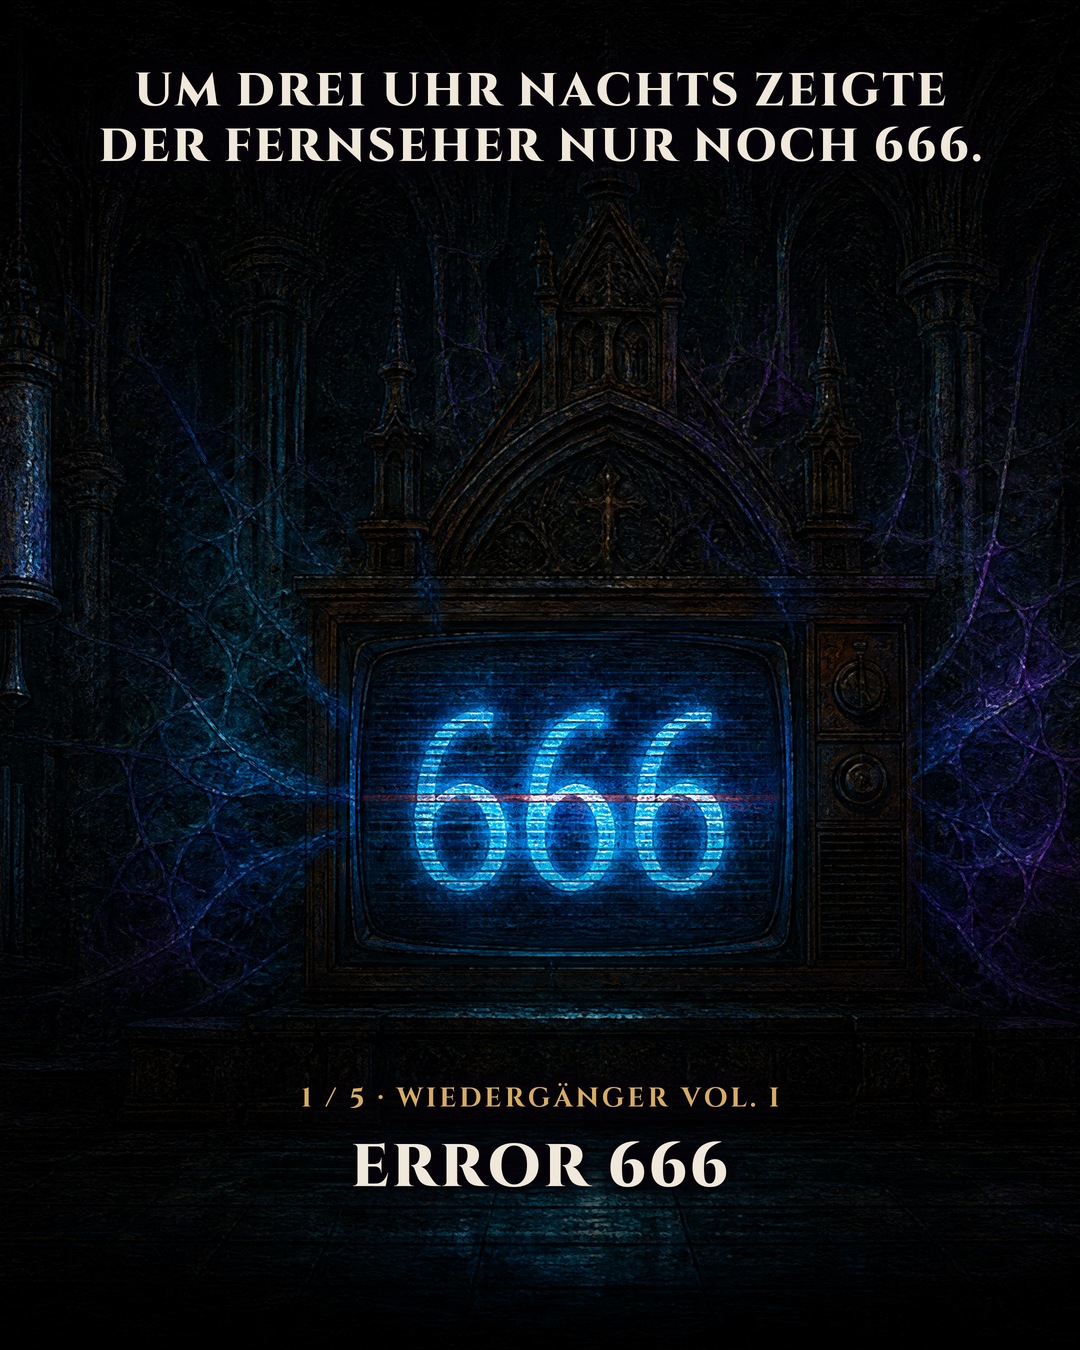 UM DREI UHR NACHTS ZEIGTE
DER FERNSEHER NUR NOCH 666.
666
1 / 5 · WIEDERGÄNGER VOL. I
ERROR 666